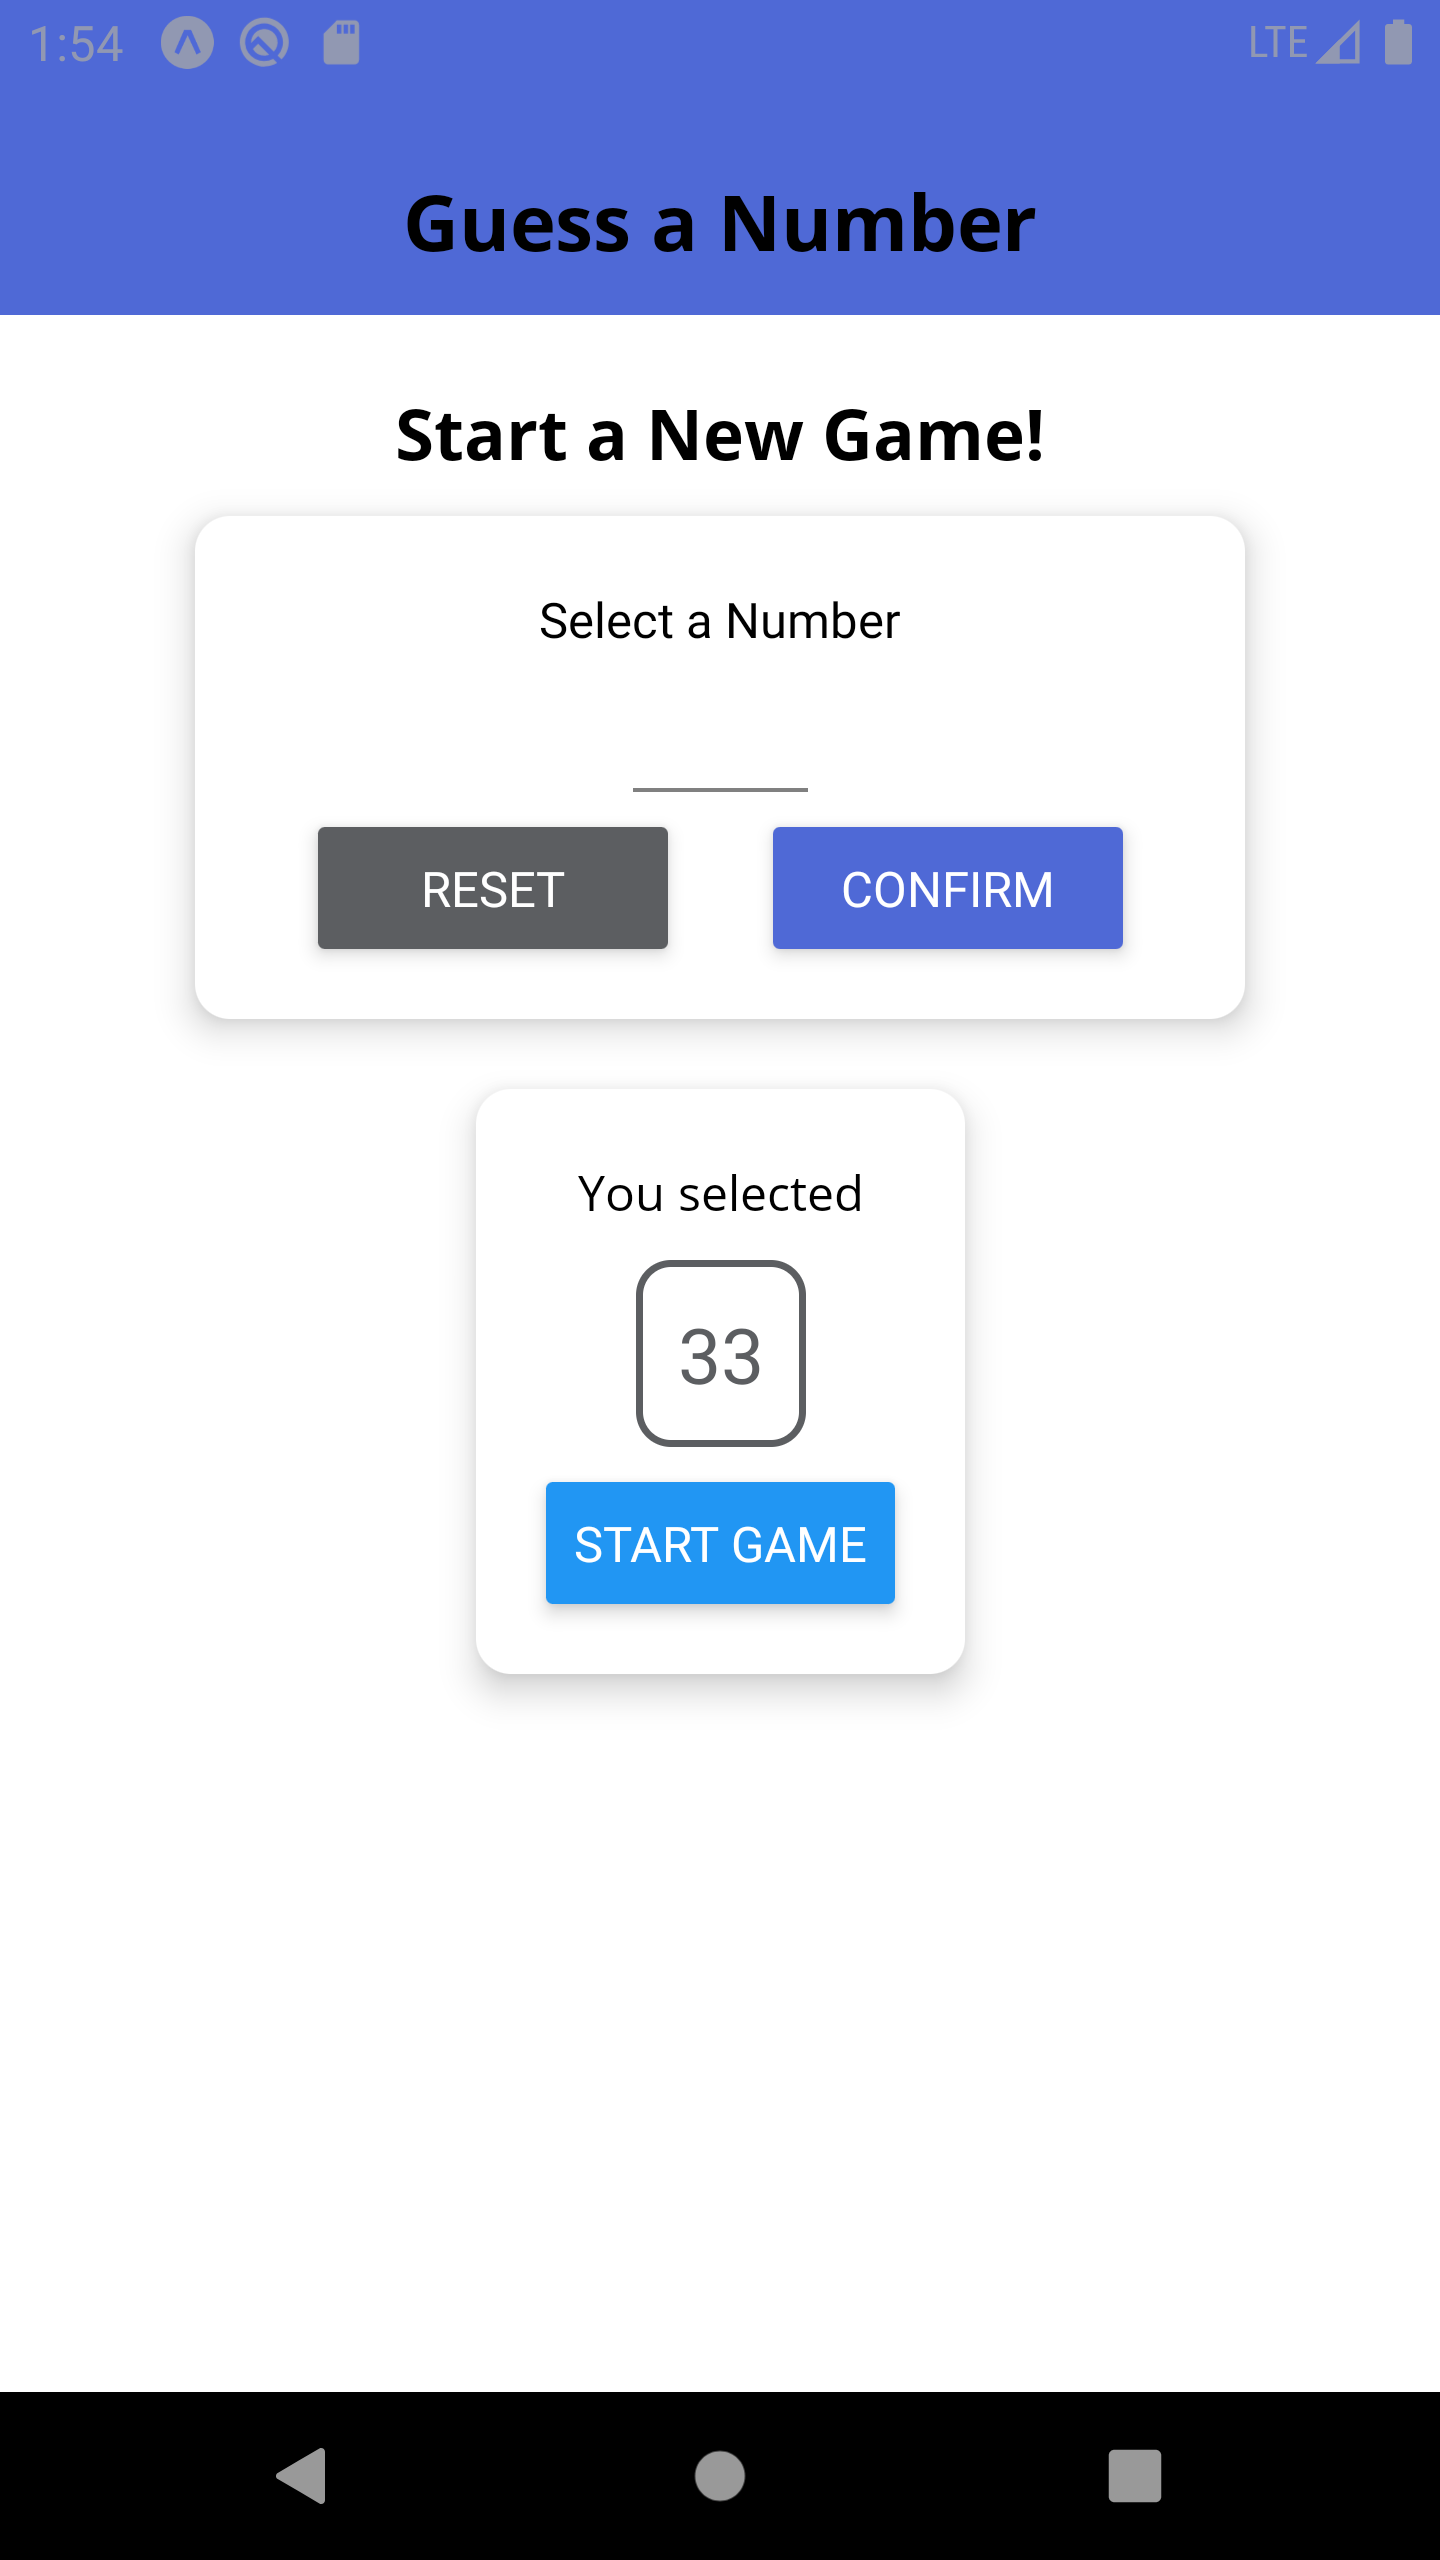 1:54 LTE
Guess a Number
Start a New Game!
Select a Number
RESET CONFIRM
You selected
33
START GAME